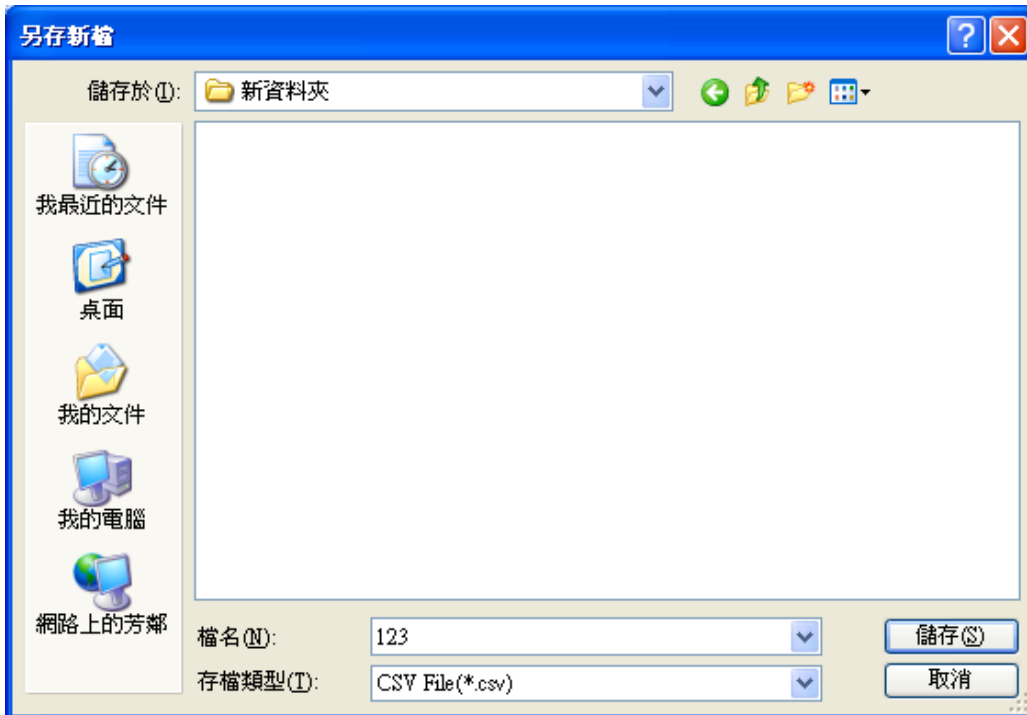 另存新檔
儲存於(I):
新資料夾
我最近的文件
桌面
我的文件
我的電腦
網路上的芳鄰
檔名(N):
123
儲存(S)
存檔類型(T):
CSV File(*.csv)
取消